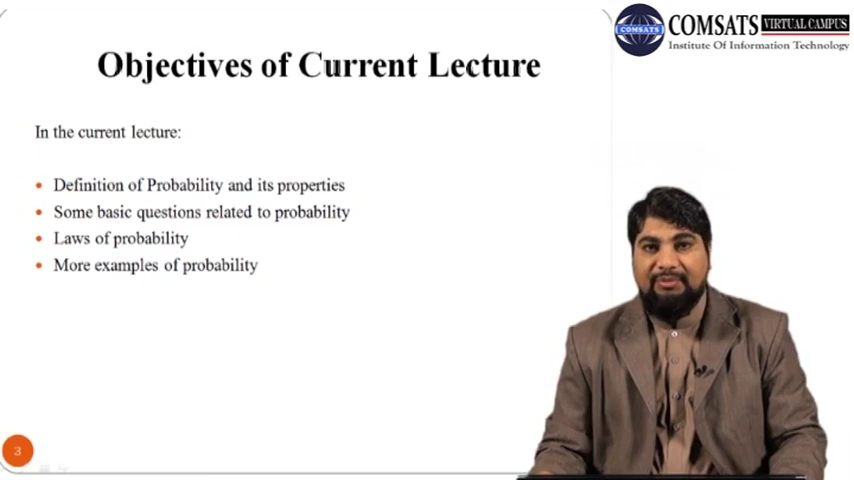 COMSATS VIRTUAL CAMPUS
COMSATS
Institute Of Information Technology
Objectives of Current Lecture
In the current lecture:
• Definition of Probability and its properties
• Some basic questions related to probability
• Laws of probability
• More examples of probability
3